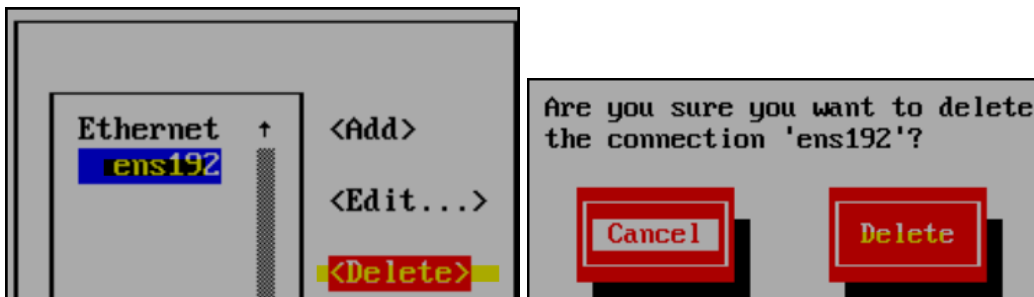 Ethernet ↑
ens192
<Add>
<Edit...>
<Delete>
Are you sure you want to delete
the connection 'ens192'?
Cancel Delete